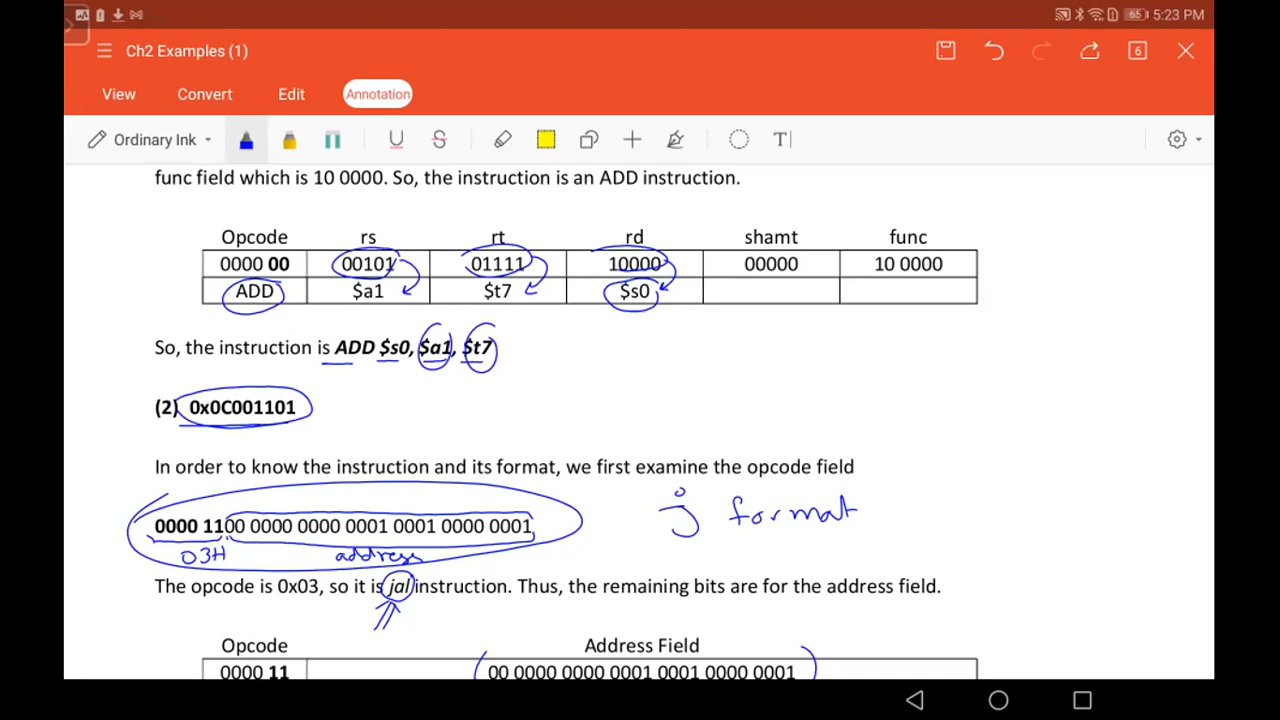 65 5:23 PM
Ch2 Examples (1) 6
View Convert Edit Annotation
Ordinary Ink T
func field which is 10 0000. So, the instruction is an ADD instruction.
Opcode rs rt rd shamt func
0000 00 00101 01111 10000 00000 10 0000
ADD $a1 $t7 $s0
So, the instruction is ADD $s0, $a1, $t7
(2) 0x0C001101
In order to know the instruction and its format, we first examine the opcode field
j format
0000 1100 0000 0000 0001 0001 0000 0001
03H address
The opcode is 0x03, so it is jal instruction. Thus, the remaining bits are for the address field.
Opcode Address Field
0000 11 00 0000 0000 0001 0001 0000 0001